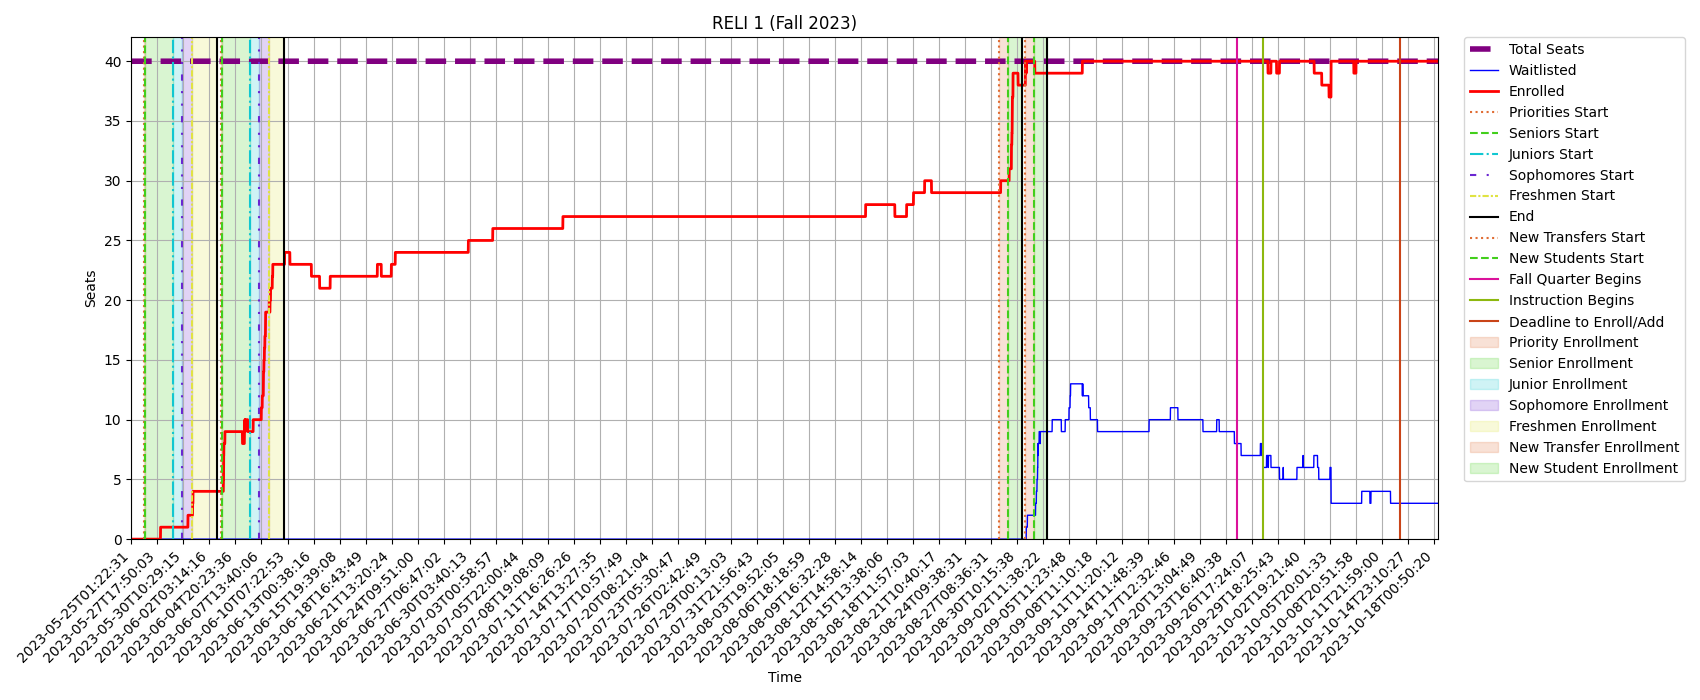 RELI 1 (Fall 2023)
Seats
40
35
30
25
20
15
10
5
0
2023-05-25T01:22:31
2023-05-27T17:50:03
2023-05-30T10:29:15
2023-06-02T03:14:16
2023-06-04T20:23:36
2023-06-07T13:40:06
2023-06-10T07:22:53
2023-06-13T00:38:16
2023-06-15T19:39:08
2023-06-18T16:43:49
2023-06-21T13:20:24
2023-06-24T09:51:00
2023-06-27T06:47:02
2023-06-30T03:40:13
2023-07-03T00:58:57
2023-07-05T22:00:44
2023-07-08T19:08:09
2023-07-11T16:26:26
2023-07-14T13:27:35
2023-07-17T10:57:49
2023-07-20T08:21:04
2023-07-23T05:30:47
2023-07-26T02:42:49
2023-07-29T00:13:03
2023-07-31T21:56:43
2023-08-03T19:52:05
2023-08-06T18:18:59
2023-08-09T16:32:28
2023-08-12T14:58:14
2023-08-15T13:38:06
2023-08-18T11:57:03
2023-08-21T10:40:17
2023-08-24T09:38:31
2023-08-27T08:36:31
2023-08-30T10:15:38
2023-09-02T11:38:22
2023-09-05T11:23:48
2023-09-08T11:10:18
2023-09-11T11:20:12
2023-09-14T11:48:39
2023-09-17T12:32:46
2023-09-20T13:04:49
2023-09-23T16:40:38
2023-09-26T17:24:07
2023-09-29T18:25:43
2023-10-02T19:21:40
2023-10-05T20:01:33
2023-10-08T20:51:58
2023-10-11T21:59:00
2023-10-14T23:10:27
2023-10-18T00:50:20
Time
Total Seats
Waitlisted
Enrolled
Priorities Start
Seniors Start
Juniors Start
Sophomores Start
Freshmen Start
End
New Transfers Start
New Students Start
Fall Quarter Begins
Instruction Begins
Deadline to Enroll/Add
Priority Enrollment
Senior Enrollment
Junior Enrollment
Sophomore Enrollment
Freshmen Enrollment
New Transfer Enrollment
New Student Enrollment